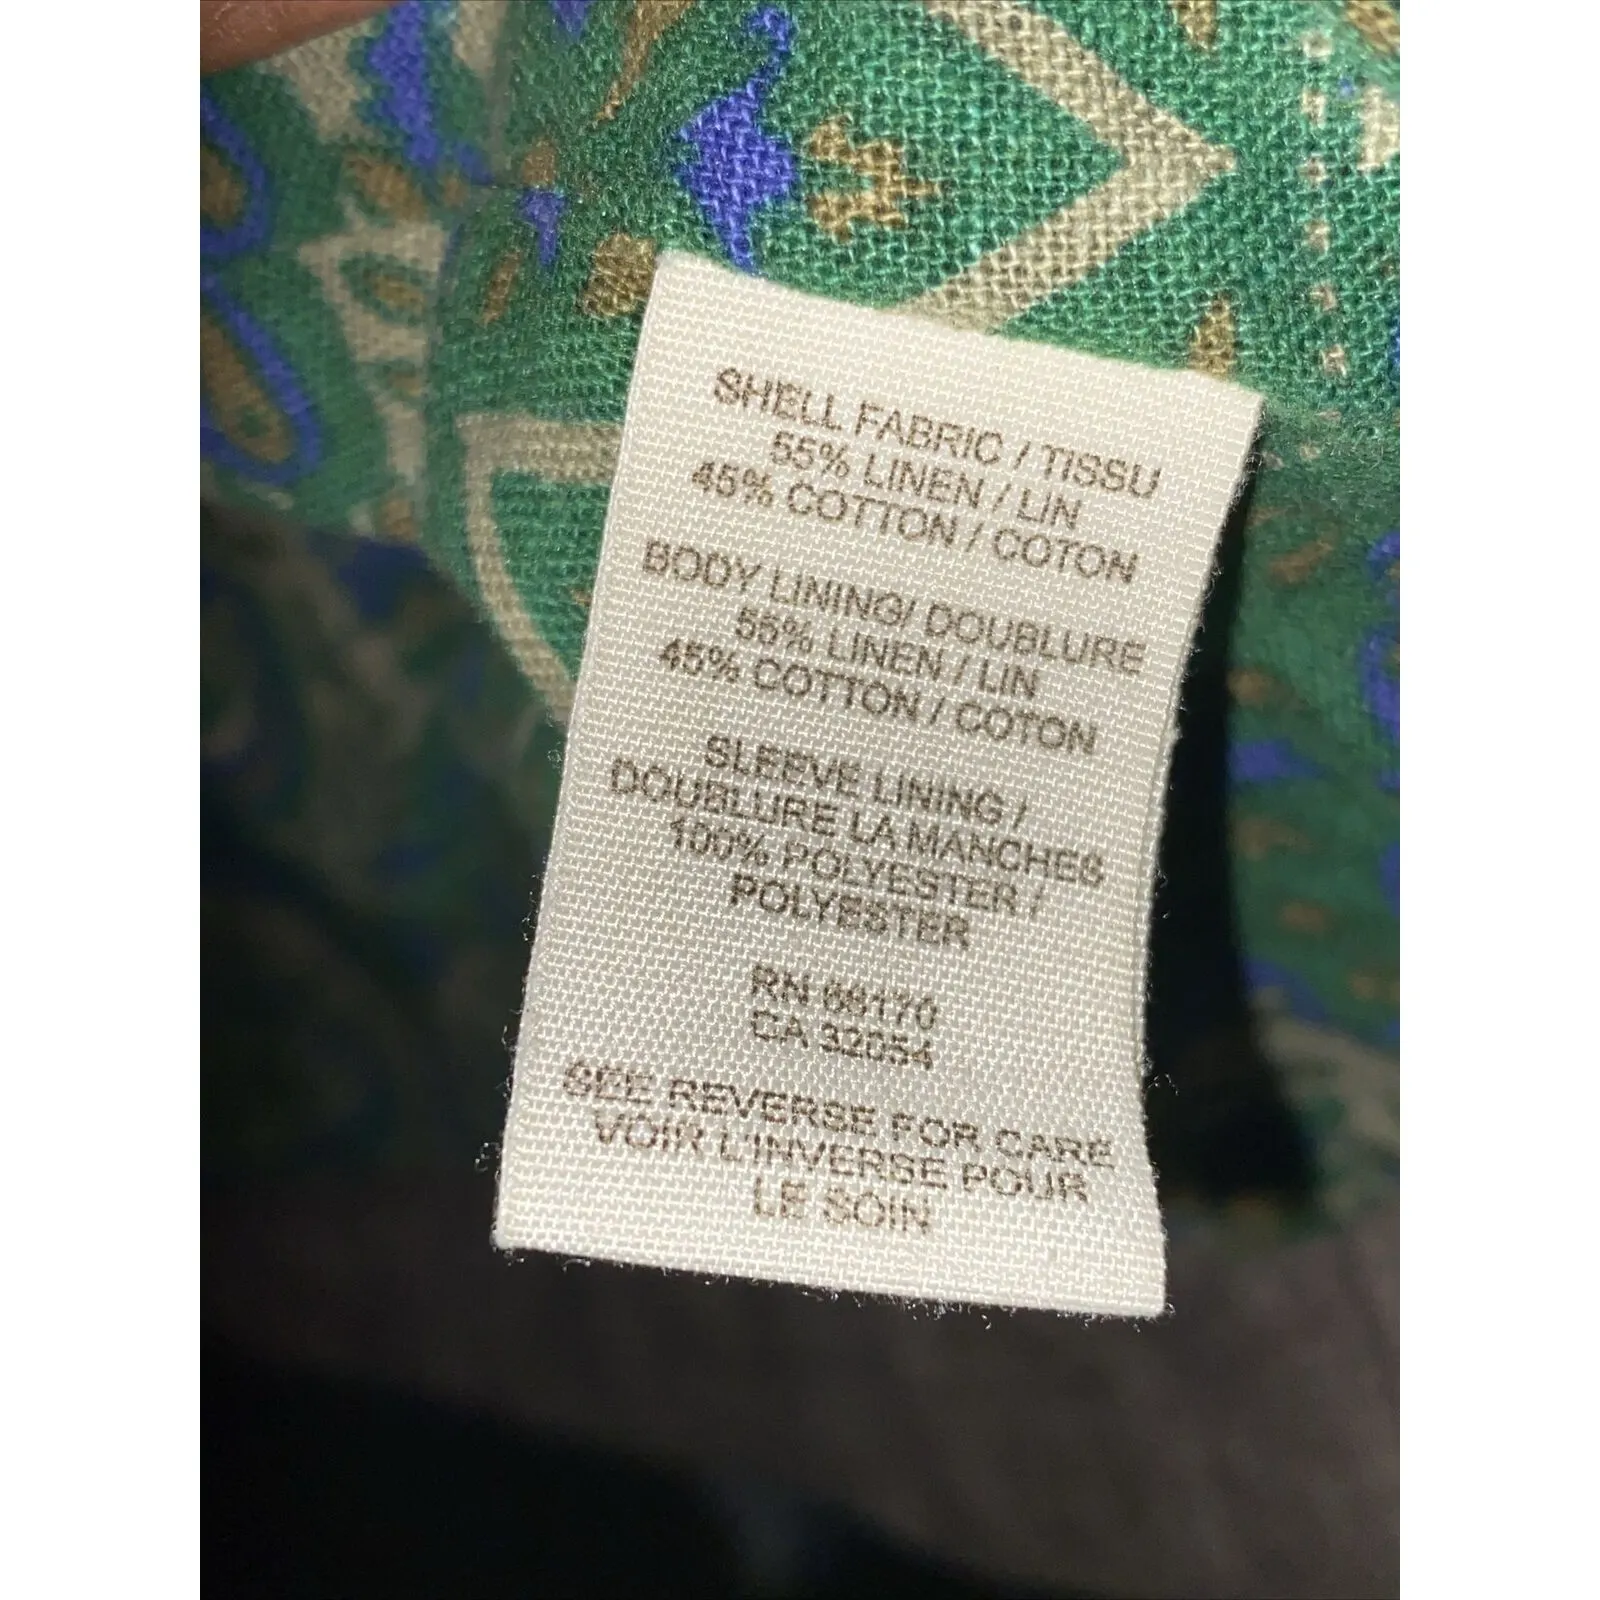 SHELL FABRIC / TISSU
55% LINEN / LIN
45% COTTON / COTON
BODY LINING/ DOUBLURE
55% LINEN / LIN
45% COTTON / COTON
SLEEVE LINING /
DOUBLURE LA MANCHES
100% POLYESTER /
POLYESTER
RN 66170
CA 32054
SEE REVERSE FOR CARE
VOIR L'INVERSE POUR
LE SOIN